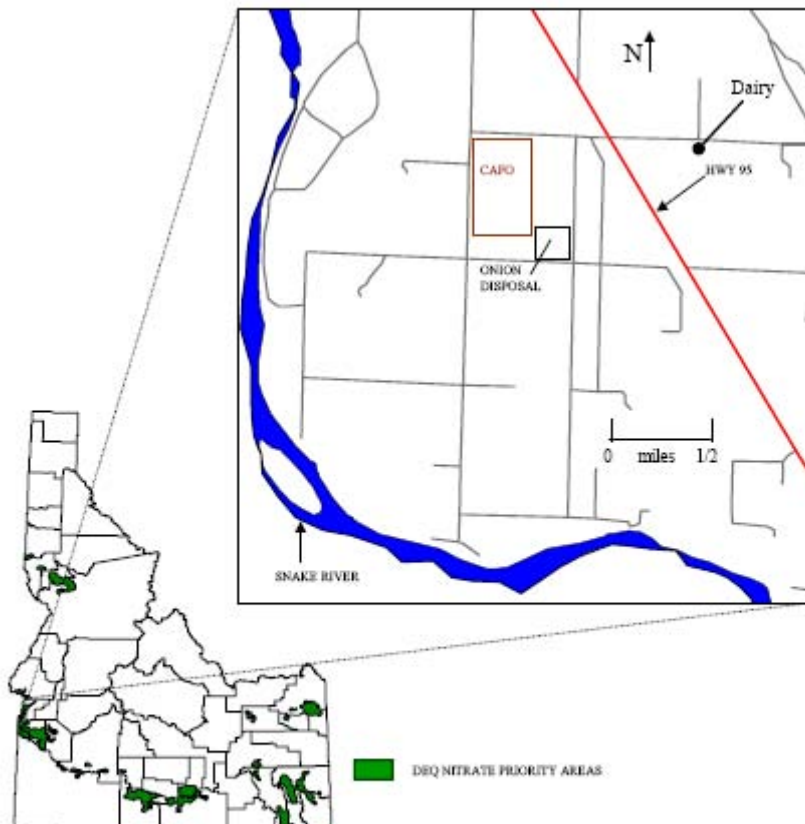 N
Dairy
CAFO
HWY 95
ONION
DISPOSAL
0 miles 1/2
SNAKE RIVER
DEQ NITRATE PRIORITY AREAS